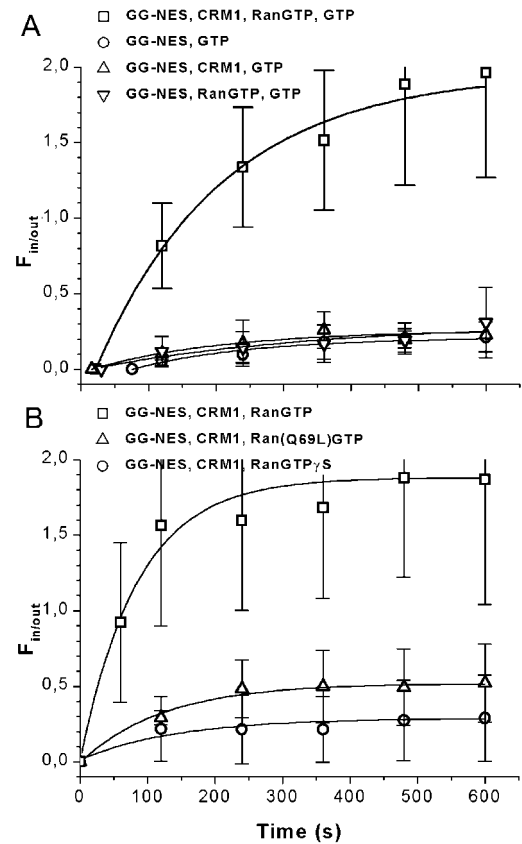 A
GG-NES, CRM1, RanGTP, GTP
GG-NES, GTP
GG-NES, CRM1, GTP
GG-NES, RanGTP, GTP
2,0
1,5
1,0
0,5
0,0
F in/out
B
GG-NES, CRM1, RanGTP
GG-NES, CRM1, Ran(Q69L)GTP
GG-NES, CRM1, RanGTPγS
2,0
1,5
1,0
0,5
0,0
F in/out
0 100 200 300 400 500 600
Time (s)